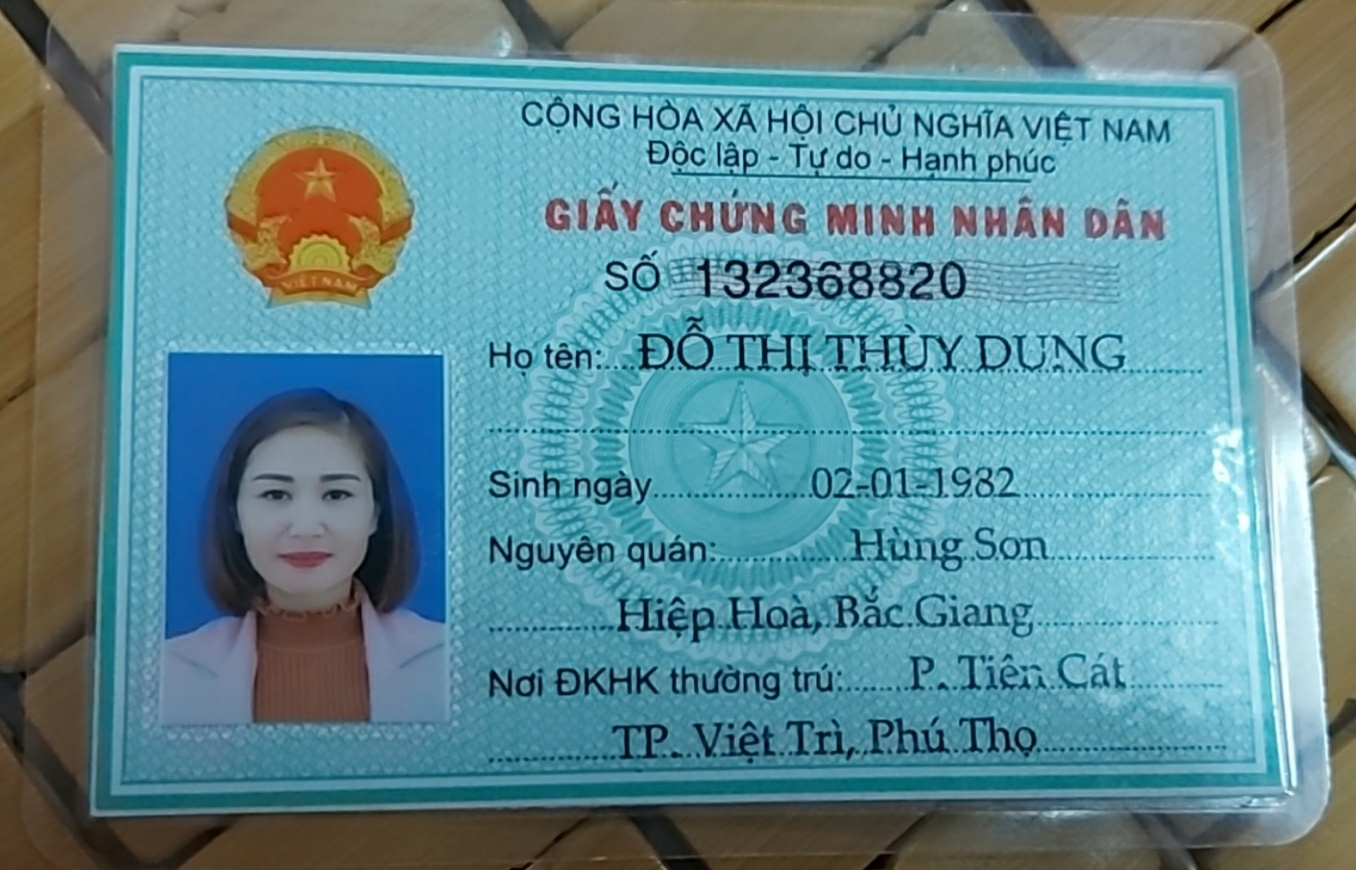 CỘNG HÒA XÃ HỘI CHỦ NGHĨA VIỆT NAM
Độc lập - Tự do - Hạnh phúc
GIẤY CHỨNG MINH NHÂN DÂN
SỐ 132368820
Họ tên: ĐỖ THỊ THÙY DUNG
Sinh ngày 02-01-1982
Nguyên quán: Hùng Sơn
Hiệp Hoà, Bắc Giang
Nơi ĐKHK thường trú: P. Tiên Cát
TP. Việt Trì, Phú Thọ
VIỆT NAM